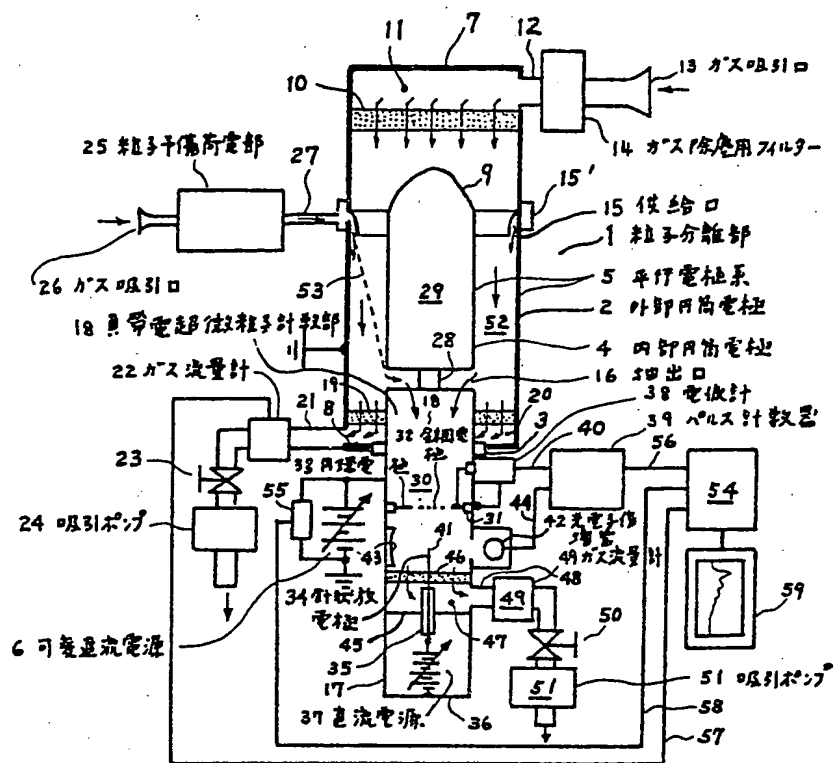 7
11
12
13 ガス吸引口
10
14 ガス除塵用フィルター
25 粒子予備荷電部
27
9
15'
15 供給口
1 粒子分離部
26 ガス吸引口
53
29
5 平行電極系
52
2 外部円筒電極
18 負帯電超微粒子計数部
28
4 内部円筒電極
22 ガス流量計
16 抽出口
19
18
20
38 電位計
21
8
32 金網電極
3
39 パルス計数器
23
33 円環電極
40
56
55
30
54
24 吸引ポンプ
31
44
42 光電子倍増管
41
43
46
49 ガス流量計
48
34 針状放電極
49
59
6 可変直流電源
45
35
47
50
17
51
51 吸引ポンプ
37 直流電源
36
58
57